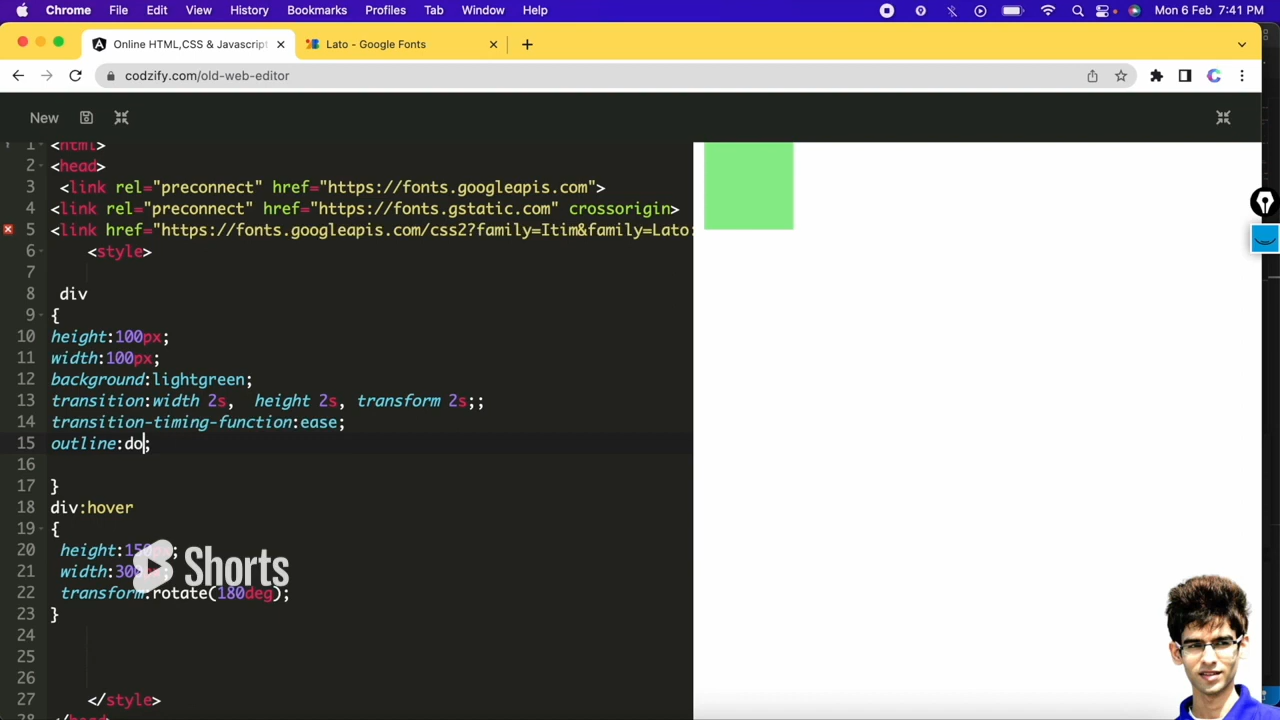 Chrome File Edit View History Bookmarks Profiles Tab Window Help Mon 6 Feb 7:41 PM
Online HTML,CSS & Javascript Lato - Google Fonts
codzify.com/old-web-editor
New
1 <html>
2 <head>
3 <link rel="preconnect" href="https://fonts.googleapis.com">
4 <link rel="preconnect" href="https://fonts.gstatic.com" crossorigin>
5 <link href="https://fonts.googleapis.com/css2?family=Itim&family=Lato:
6 <style>
7
8 div
9 {
10 height:100px;
11 width:100px;
12 background:lightgreen;
13 transition:width 2s, height 2s, transform 2s;;
14 transition-timing-function:ease;
15 outline:do;
16
17 }
18 div:hover
19 {
20 height:150px;
21 width:300px;
22 transform:rotate(180deg);
23 }
24
25
26
27 </style>
28 </head>
Shorts